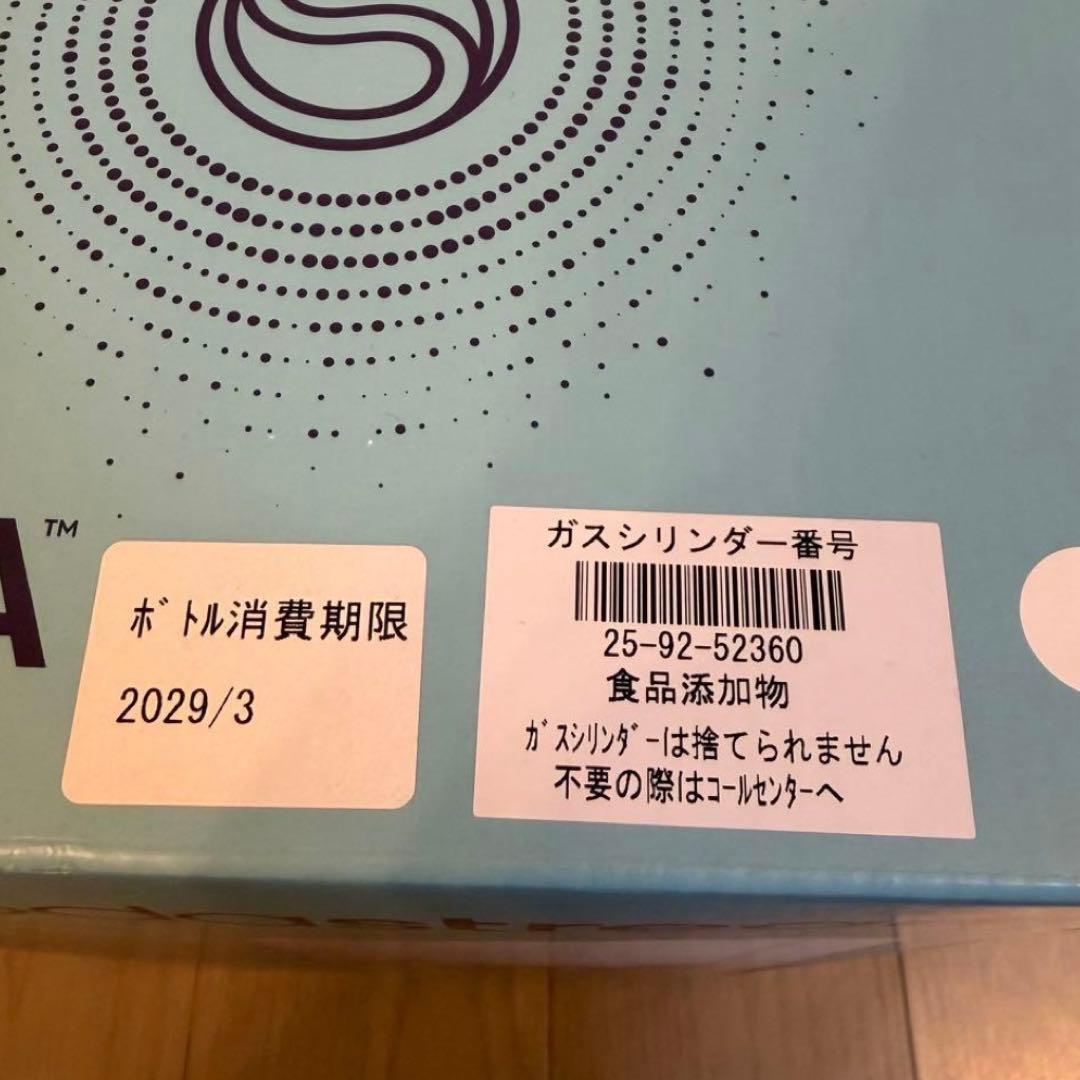 A™
ﾎﾞﾄﾙ消費期限
2029/3
ガスシリンダー番号
25-92-52360
食品添加物
ｶﾞｽｼﾘﾝﾀﾞｰは捨てられません
不要の際はｺｰﾙｾﾝﾀｰへ